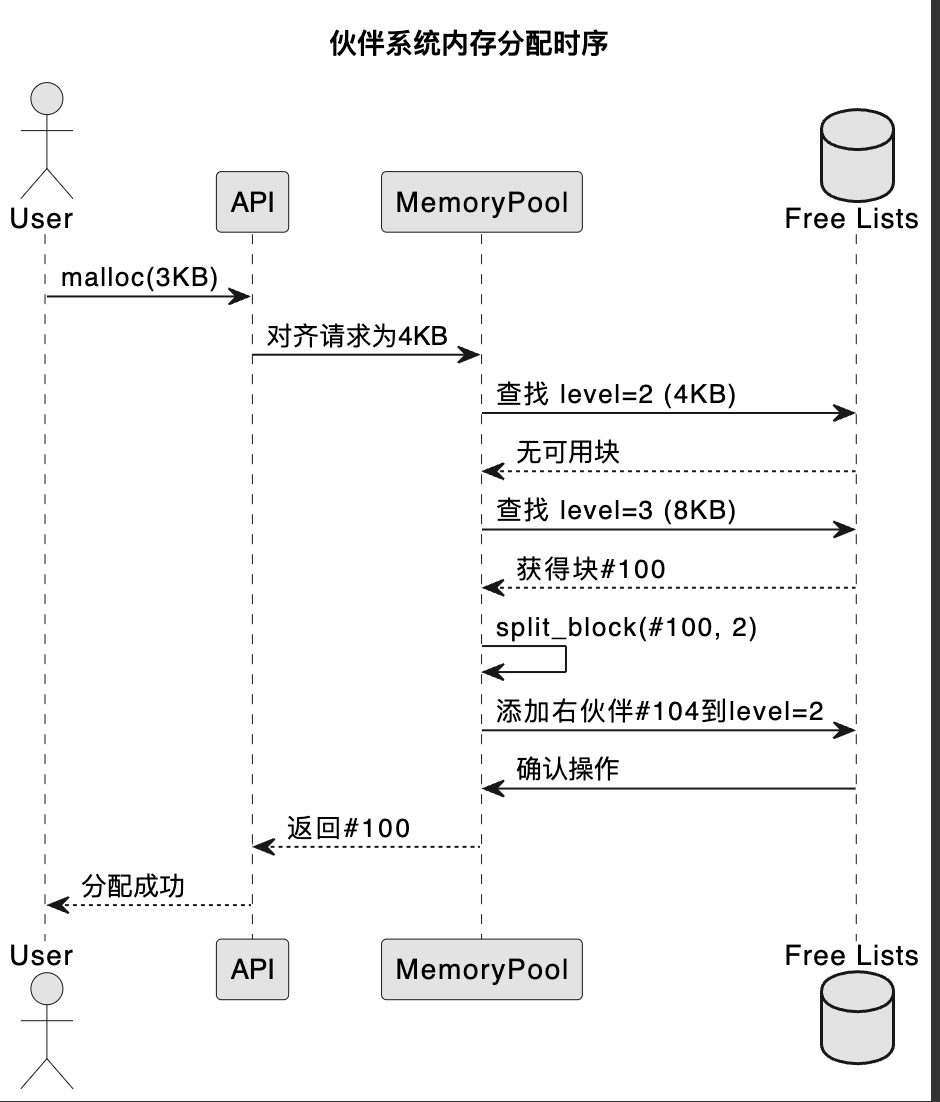 伙伴系统内存分配时序
User
API
MemoryPool
Free Lists
malloc(3KB)
对齐请求为4KB
查找 level=2 (4KB)
无可用块
查找 level=3 (8KB)
获得块#100
split_block(#100, 2)
添加右伙伴#104到level=2
确认操作
返回#100
分配成功
User
API
MemoryPool
Free Lists